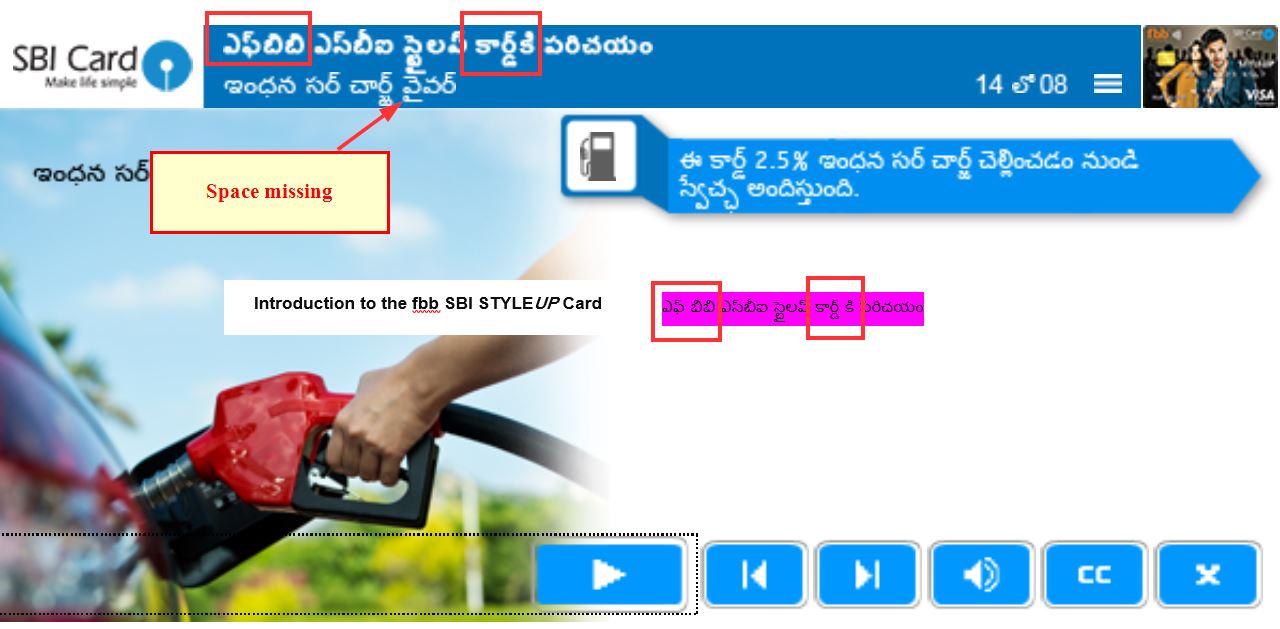 SBI Card
Make life simple
ఎఫ్‌బిబి ఎస్‌బీఐ స్టైలప్ కార్డ్‌కి పరిచయం
ఇంధన సర్ చార్జ్ వైవర్
14 లో 08
fbb
SBI Card
VISA
ఇంధన సర్
Space missing
ఈ కార్డ్ 2.5% ఇంధన సర్ చార్జ్ చెల్లించడం నుండి
స్వేచ్ఛ అందిస్తుంది.
Introduction to the fbb SBI STYLEUP Card
ఎఫ్ బిబి ఎస్‌బీఐ స్టైలప్ కార్డ్ కి పరిచయం
CC